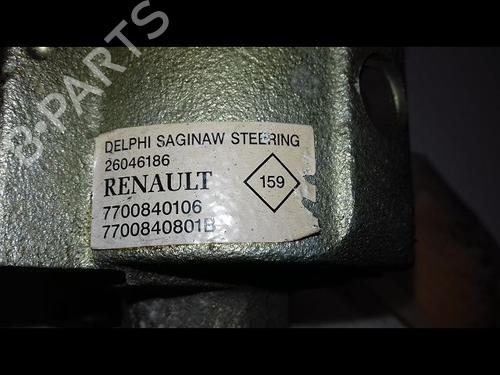 B-PARTS
DELPHI SAGINAW STEERING
26046186
RENAULT
159
7700840106
7700840801B